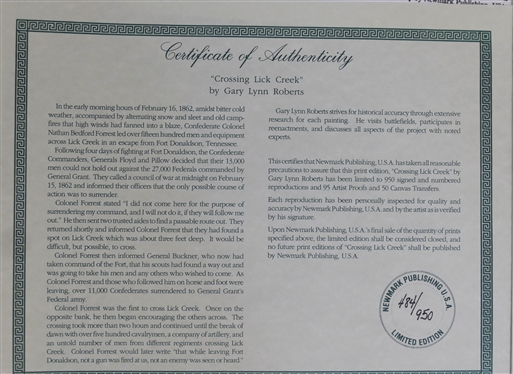 Newmark Publishing
Certificate of Authenticity
"Crossing Lick Creek"
by Gary Lynn Roberts
In the early morning hours of February 16, 1862, amidst bitter cold
weather, accompanied by alternating snow and sleet and old camp-
fires that high winds had fanned into a blaze, Confederate Colonel
Nathan Bedford Forrest led over fifteen hundred men and equipment
across Lick Creek in an escape from Fort Donaldson, Tennessee.
Following four days of fighting at Fort Donaldson, the Confederate
Commanders, Generals Floyd and Pillow decided that their 13,000
men could not hold out against the 27,000 Federals commanded by
General Grant. They called a council of war at midnight on February
15, 1862 and informed their officers that the only possible course of
action was to surrender.
Colonel Forrest stated "I did not come here for the purpose of
surrendering my command, and I will not do it, if they will follow me
out." He then sent two trusted aides to find a passable route out. They
returned shortly and informed Colonel Forrest that they had found a
spot on Lick Creek which was about three feet deep. It would be
difficult, but possible, to cross.
Colonel Forrest then informed General Buckner, who now had
taken command of the Fort, that his scouts had found a way out and
was going to take his men and any others who wished to come. As
Colonel Forrest and those who followed him on horse and foot were
leaving, over 11,000 Confederates surrendered to General Grant's
Federal army.
Colonel Forrest was the first to cross Lick Creek. Once on the
opposite bank, he then began encouraging others across. The
crossing took more than two hours and continued until the break of
dawn with over five hundred cavalrymen, a company of artillery, and
an untold number of men from different regiments crossing Lick
Creek. Colonel Forrest would later write "that while leaving Fort
Donaldson, not a gun was fired at us, not an enemy was seen or heard."
Gary Lynn Roberts strives for historical accuracy through extensive
research for each painting. He visits battlefields, participates in
reenactments, and discusses all aspects of the project with noted
experts.
This certifies that Newmark Publishing, U.S.A. has taken all reasonable
precautions to assure that this print edition, "Crossing Lick Creek" by
Gary Lynn Roberts has been limited to 950 signed and numbered
reproductions and 95 Artist Proofs and 50 Canvas Transfers.
Each reproduction has been personally inspected for quality and
accuracy by Newmark Publishing, U.S.A. and by the artist as is verified
by his signature.
Upon Newmark Publishing, U.S.A.'s final sale of the quantity of prints
specified above, the limited edition shall be considered closed, and
no future print editions of "Crossing Lick Creek" shall be published
by Newmark Publishing, U.S.A.
NEWMARK PUBLISHING U.S.A.
484/950
LIMITED EDITION